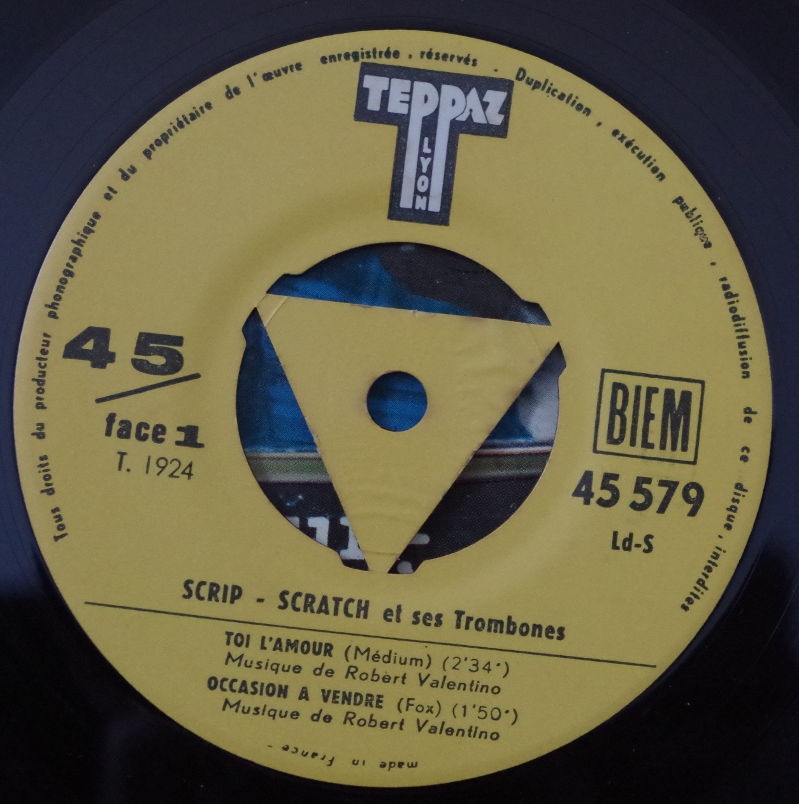 Tous droits du producteur phonographique et du propriétaire de l'œuvre enregistrée, réservés - Duplication, exécution publique, radiodiffusion de ce disque, interdites
TEPPAZ
LYON
45
face 1
T. 1924
BIEM
45 579
Ld-S
SCRIP - SCRATCH et ses Trombones
TOI L'AMOUR (Médium) (2'34")
Musique de Robert Valentino
OCCASION A VENDRE (Fox) (1'50")
Musique de Robert Valentino
- made in France -